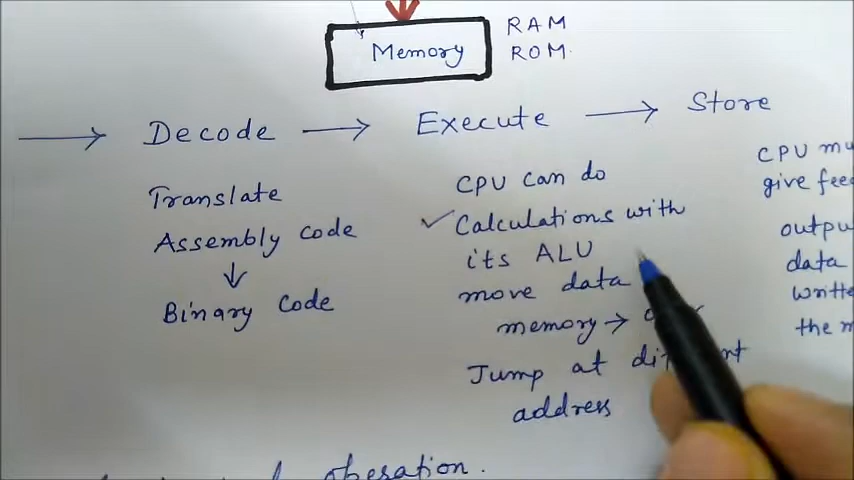 Memory
RAM
ROM
Decode
Execute
Store
Translate
Assembly code
Binary code
CPU can do
Calculations with
its ALU
move data
memory
Jump at
address
CPU
give
data
the
operation.